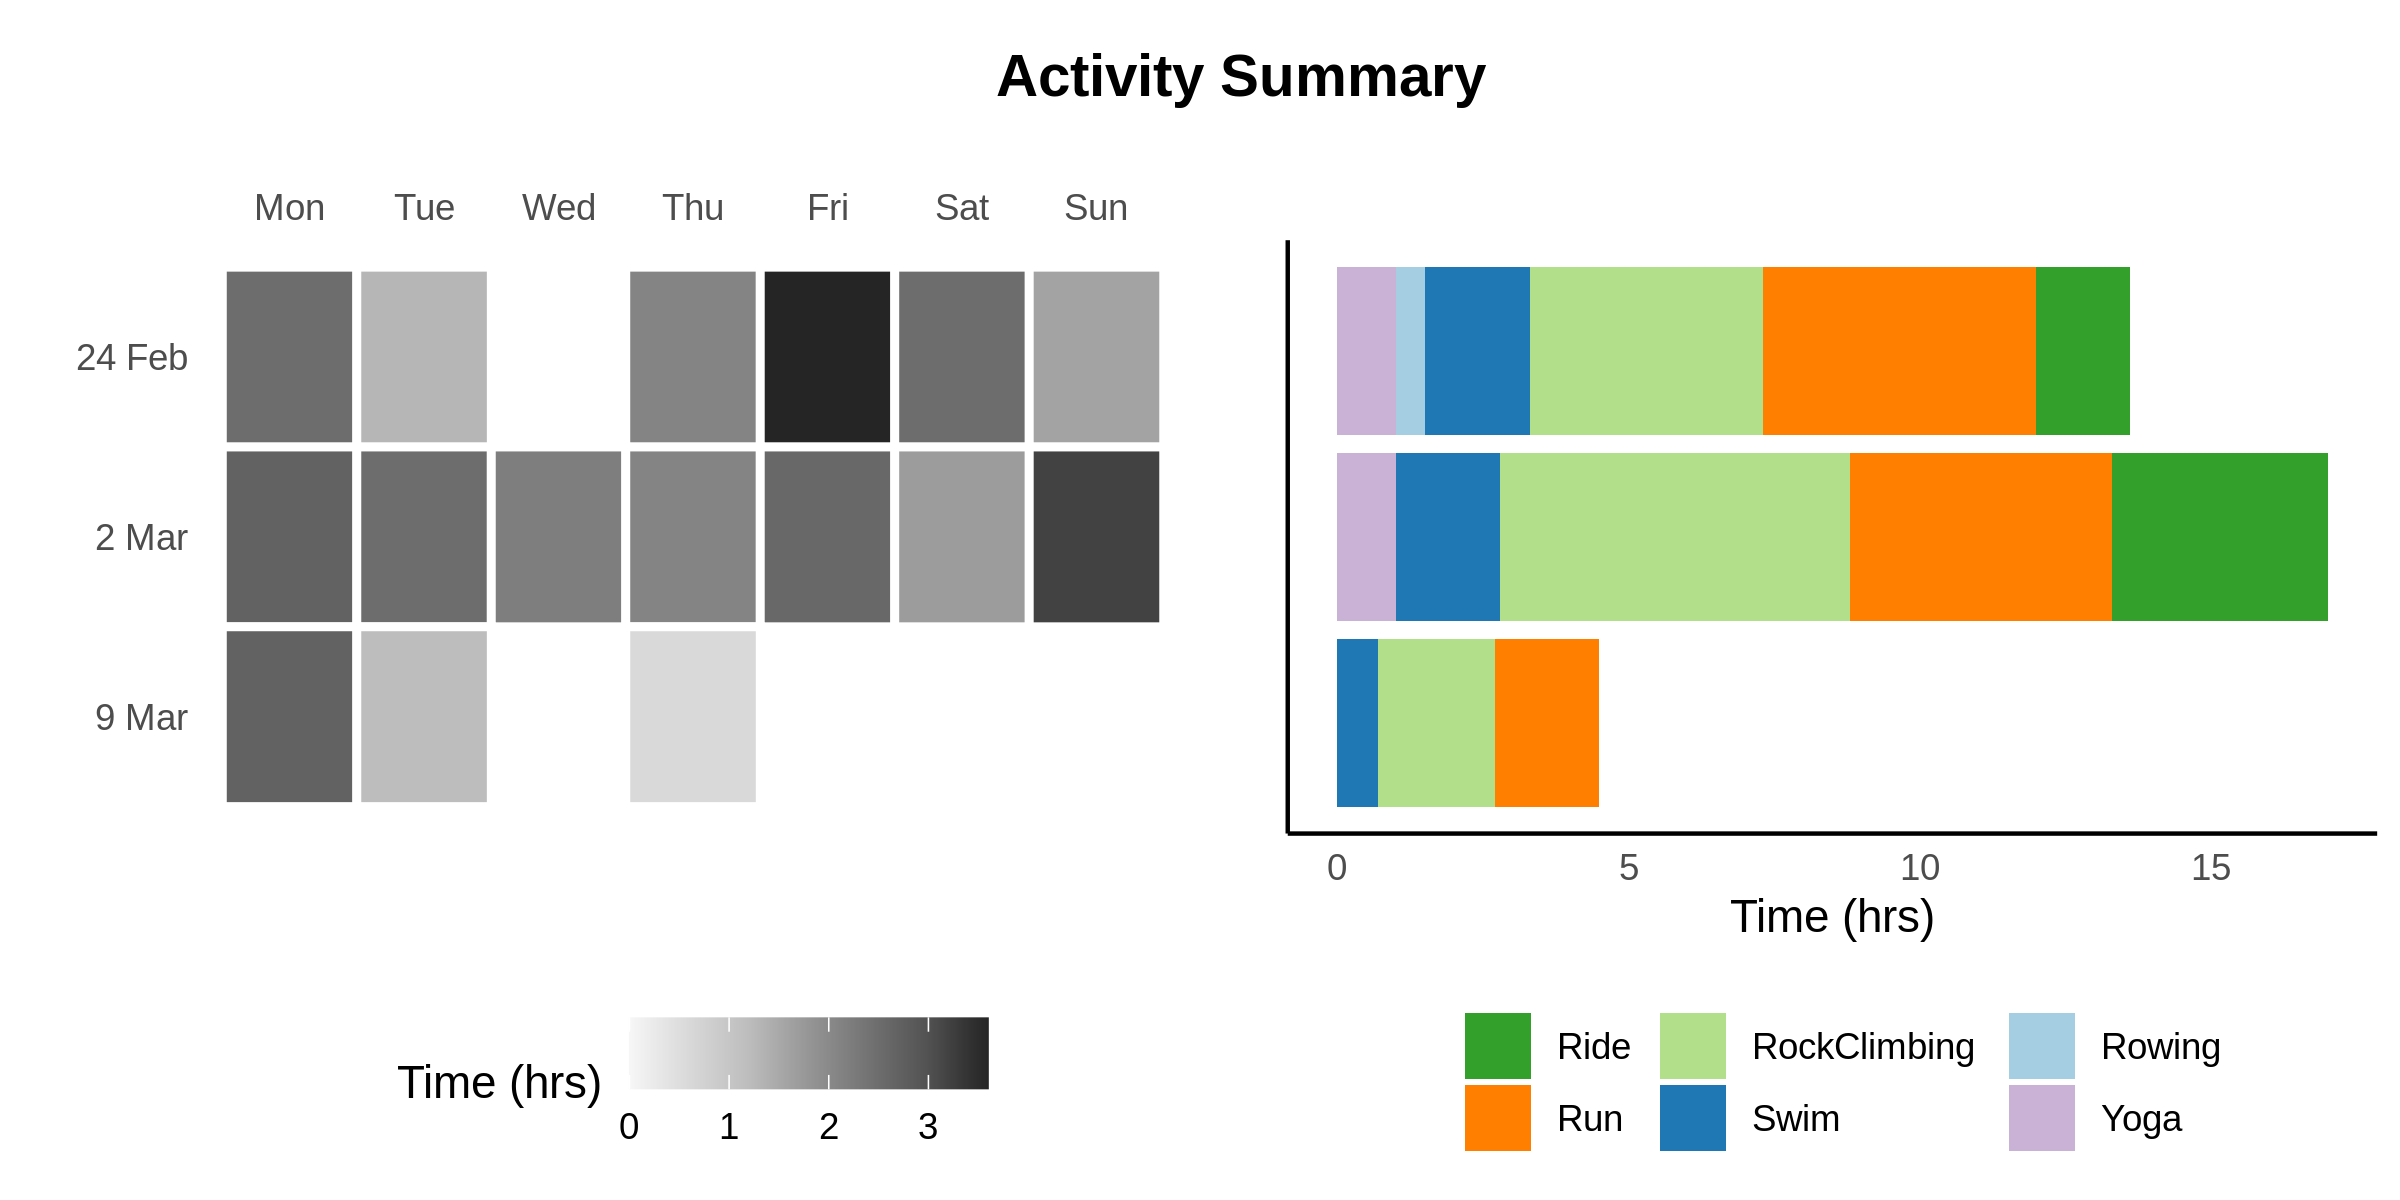 Activity Summary
Mon Tue Wed Thu Fri Sat Sun
24 Feb
2 Mar
9 Mar
0 5 10 15
Time (hrs)
Time (hrs)
0 1 2 3
Ride RockClimbing Rowing
Run Swim Yoga